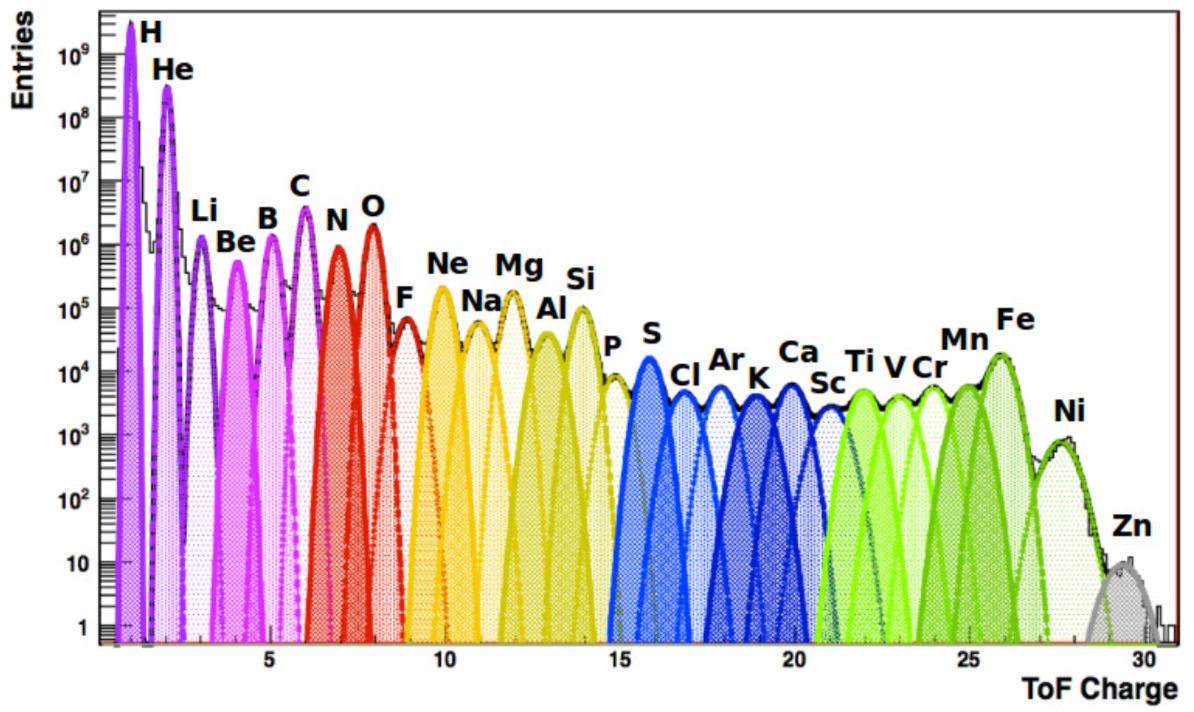 Entries
10⁹
10⁸
10⁷
10⁶
10⁵
10⁴
10³
10²
10
1
H
He
Li
Be
B
C
N
O
F
Ne
Na
Mg
Al
Si
P
S
Cl
Ar
K
Ca
Sc
Ti
V
Cr
Mn
Fe
Ni
Zn
5 10 15 20 25 30
ToF Charge